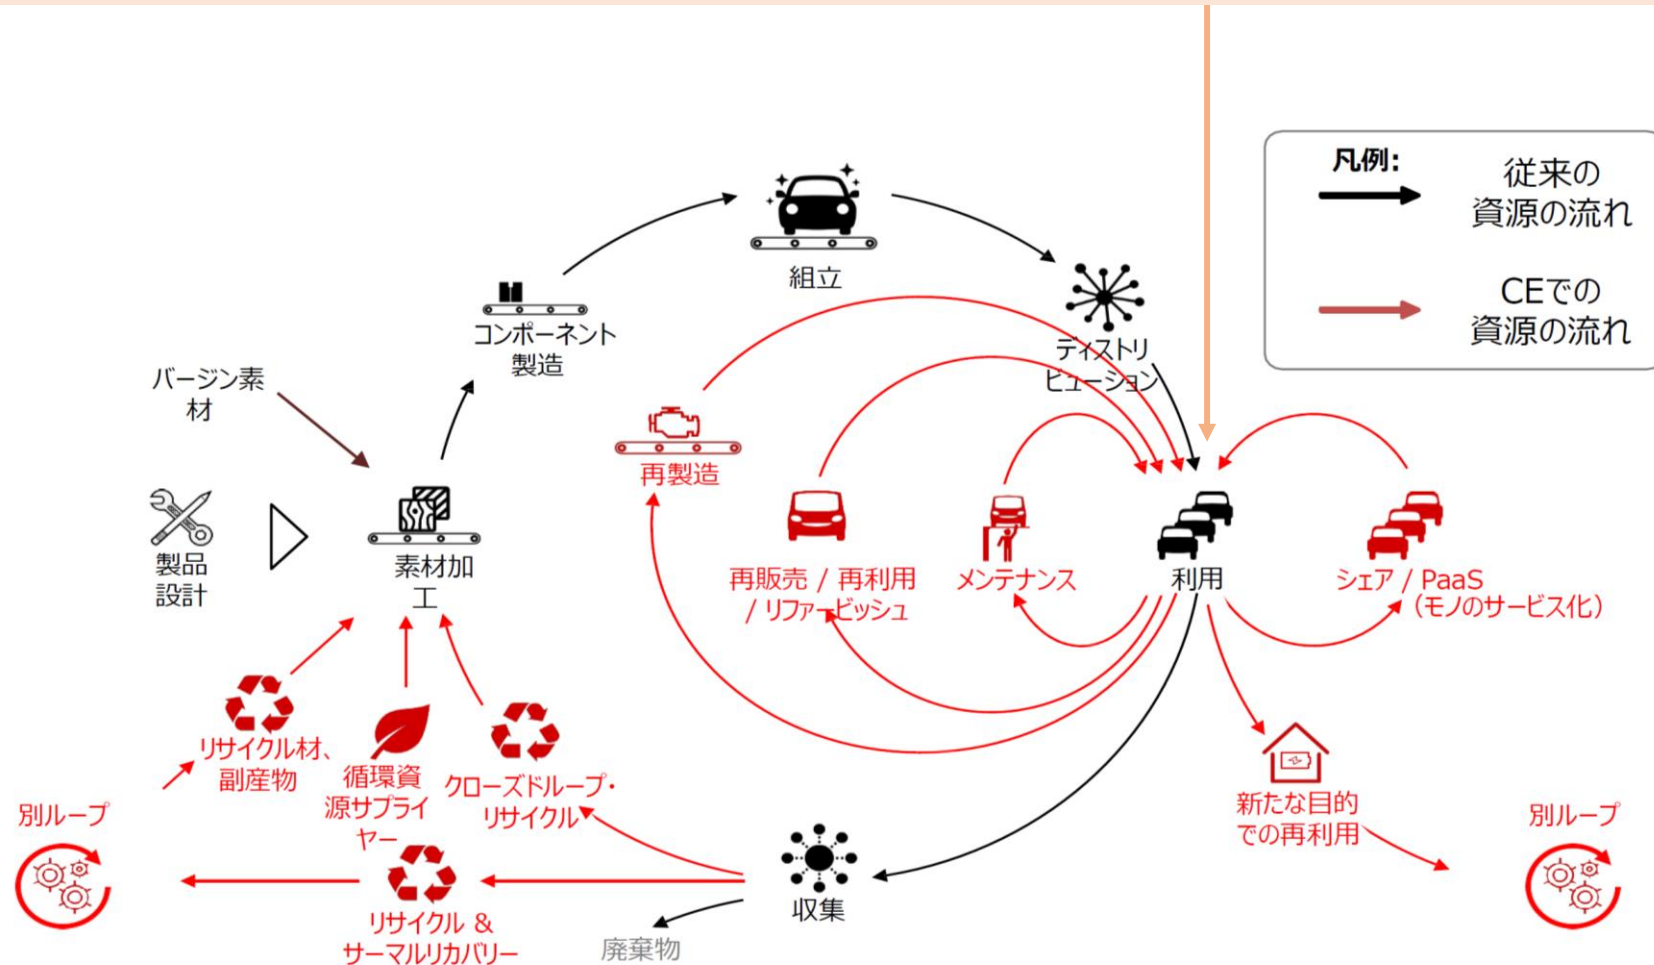 凡例:
従来の
資源の流れ
CEでの
資源の流れ
組立
ディストリ
ビューション
コンポーネント
製造
バージン素
材
再製造
製品
設計
素材加
工
再販売 / 再利用
/ リファービッシュ
メンテナンス
利用
シェア / PaaS
（モノのサービス化）
リサイクル材、
副産物
循環資
源サプライ
ヤー
クローズドループ・
リサイクル
新たな目的
での再利用
別ループ
別ループ
収集
リサイクル &
サーマルリカバリー
廃棄物